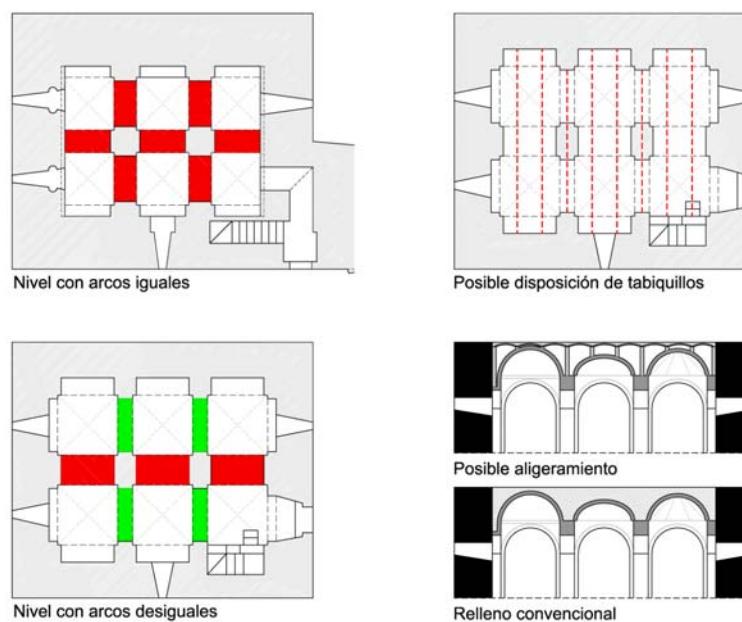 Nivel con arcos iguales
Posible disposición de tabiquillos
Nivel con arcos desiguales
Posible aligeramiento
Relleno convencional